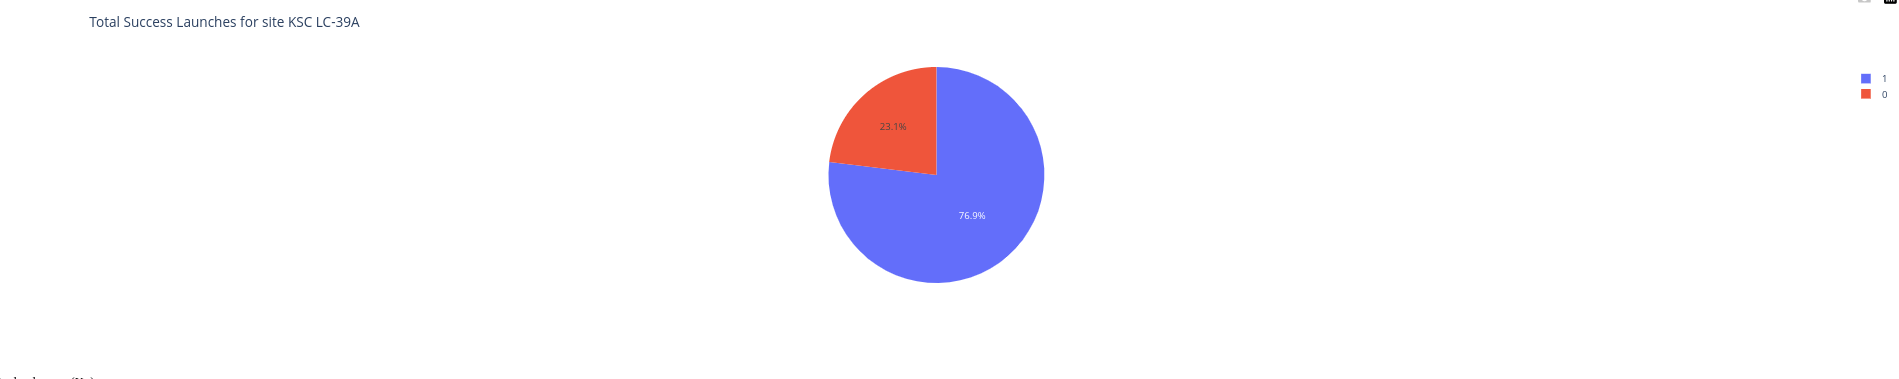 Total Success Launches for site KSC LC-39A
1
0
23.1%
76.9%